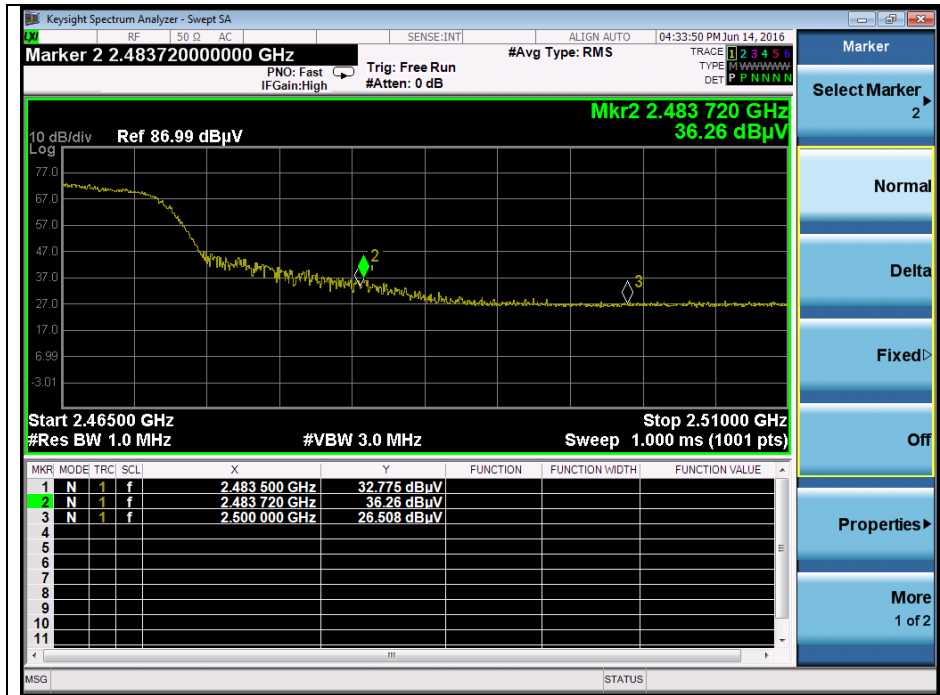 Keysight Spectrum Analyzer - Swept SA
LXI RF 50 Ω AC SENSE:INT ALIGN AUTO 04:33:50 PM Jun 14, 2016
Marker 2 2.483720000000 GHz
PNO: Fast
IFGain:High
Trig: Free Run
#Atten: 0 dB
#Avg Type: RMS
TRACE 1 2 3 4 5 6
TYPE M W W W W W
DET P P N N N N
Mkr2 2.483 720 GHz
36.26 dBµV
10 dB/div Ref 86.99 dBµV
Log
77.0
67.0
57.0
47.0
37.0
27.0
17.0
6.99
-3.01
2
3
Start 2.46500 GHz Stop 2.51000 GHz
#Res BW 1.0 MHz #VBW 3.0 MHz Sweep 1.000 ms (1001 pts)
MKR MODE TRC SCL X Y FUNCTION FUNCTION WIDTH FUNCTION VALUE
1 N 1 f 2.483 500 GHz 32.775 dBµV
2 N 1 f 2.483 720 GHz 36.26 dBµV
3 N 1 f 2.500 000 GHz 26.508 dBµV
4
5
6
7
8
9
10
11
MSG STATUS
Marker
Select Marker
2
Normal
Delta
Fixed
Off
Properties
More
1 of 2